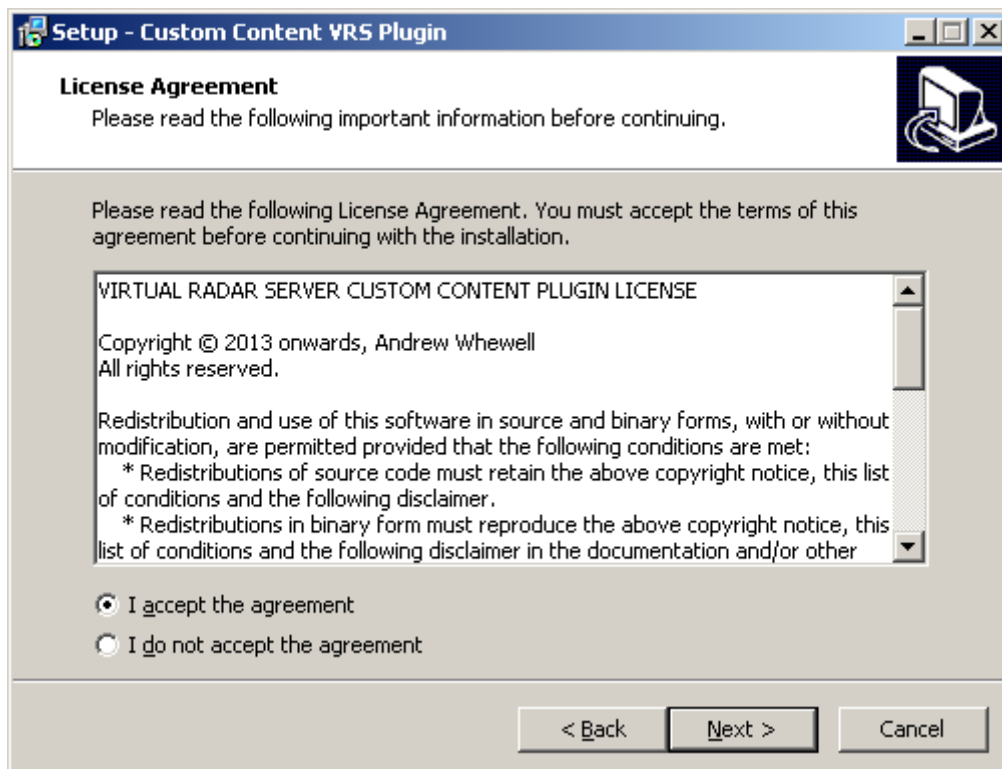 Setup - Custom Content VRS Plugin
License Agreement
Please read the following important information before continuing.
Please read the following License Agreement. You must accept the terms of this
agreement before continuing with the installation.
VIRTUAL RADAR SERVER CUSTOM CONTENT PLUGIN LICENSE
Copyright © 2013 onwards, Andrew Whewell
All rights reserved.
Redistribution and use of this software in source and binary forms, with or without
modification, are permitted provided that the following conditions are met:
* Redistributions of source code must retain the above copyright notice, this list
of conditions and the following disclaimer.
* Redistributions in binary form must reproduce the above copyright notice, this
list of conditions and the following disclaimer in the documentation and/or other
I accept the agreement
I do not accept the agreement
< Back
Next >
Cancel